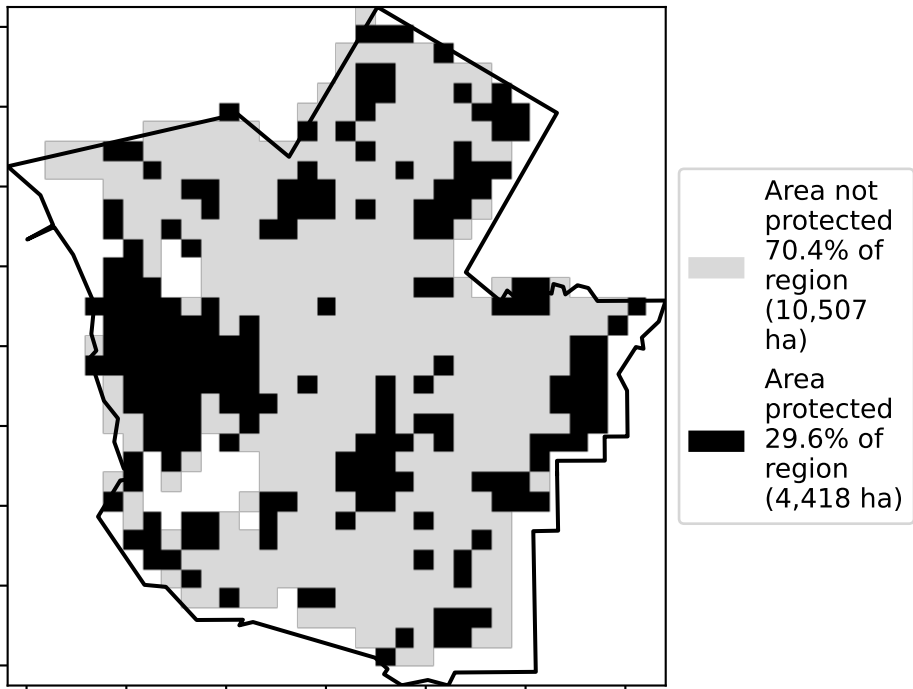 Area not
protected
70.4% of
region
(10,507
ha)
Area
protected
29.6% of
region
(4,418 ha)